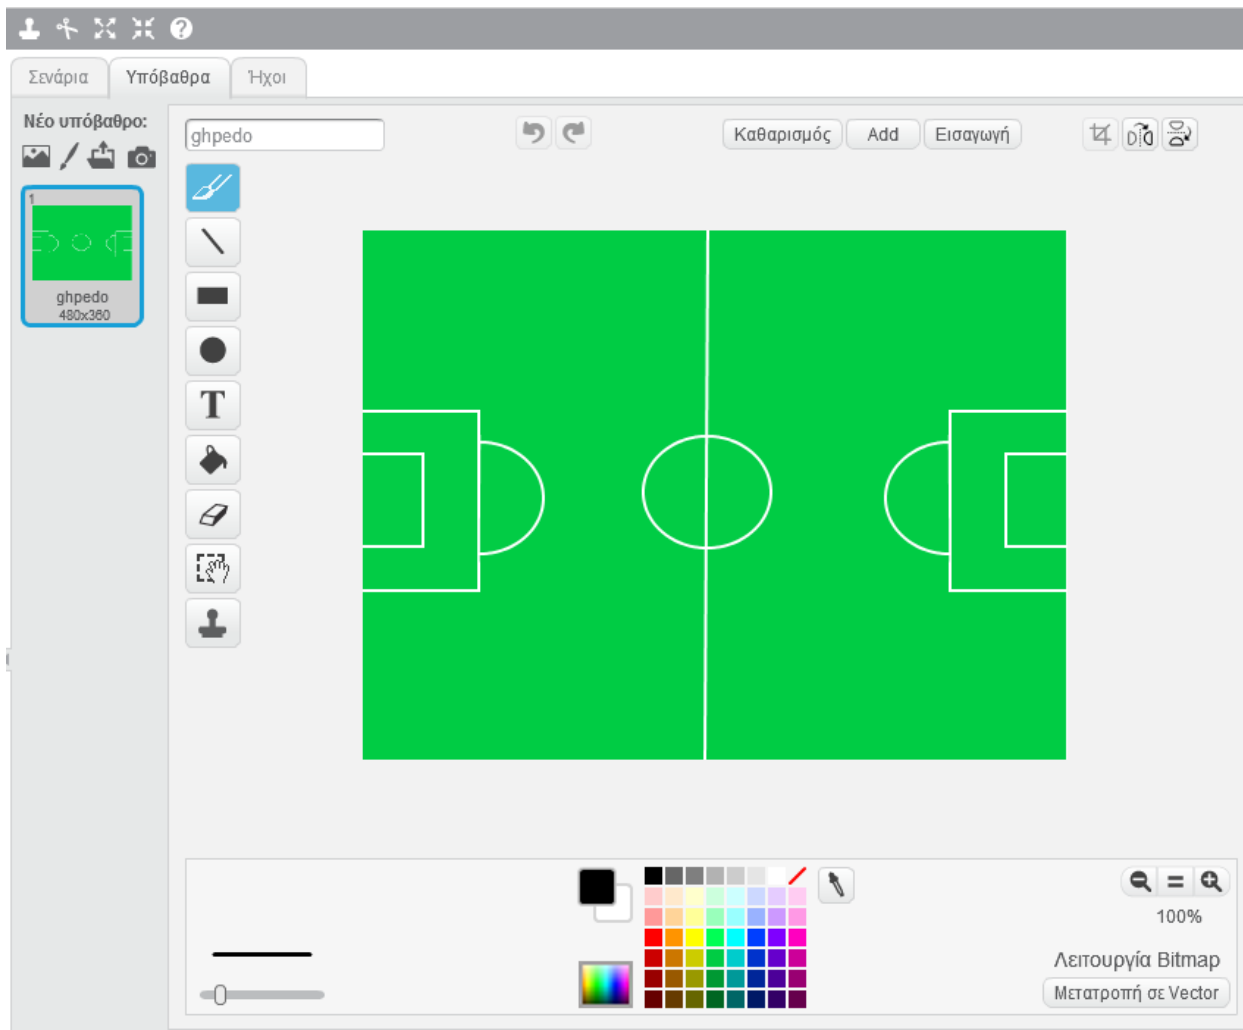 Σενάρια Υπόβαθρα Ήχοι
Νέο υπόβαθρο:
ghpedo
Καθαρισμός Add Εισαγωγή
1
ghpedo
480x360
T
100%
Λειτουργία Bitmap
Μετατροπή σε Vector